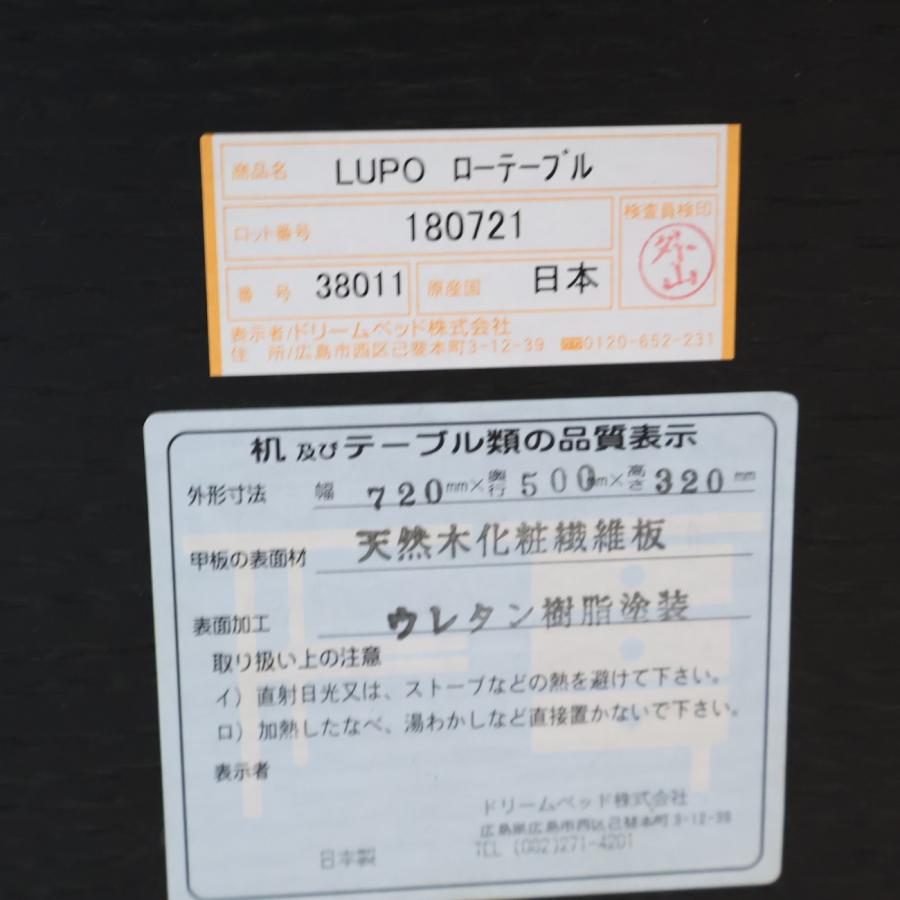 商品名 LUPO ローテーブル
ロット番号 180721
検査員検印
外山
番号 38011 原産国 日本
表示者/ドリームベッド株式会社
住所/広島市西区己斐本町3-12-39 0120-652-231
机及びテーブル類の品質表示
外形寸法 幅 720mm×奥行500mm×高さ320mm
甲板の表面材 天然木化粧繊維板
表面加工 ウレタン樹脂塗装
取り扱い上の注意
イ）直射日光又は、ストーブなどの熱を避けて下さい。
ロ）加熱したなべ、湯わかしなど直接置かないで下さい。
表示者
ドリームベッド株式会社
広島県広島市西区己斐本町3-12-39
日本製 TEL (082)271-4201